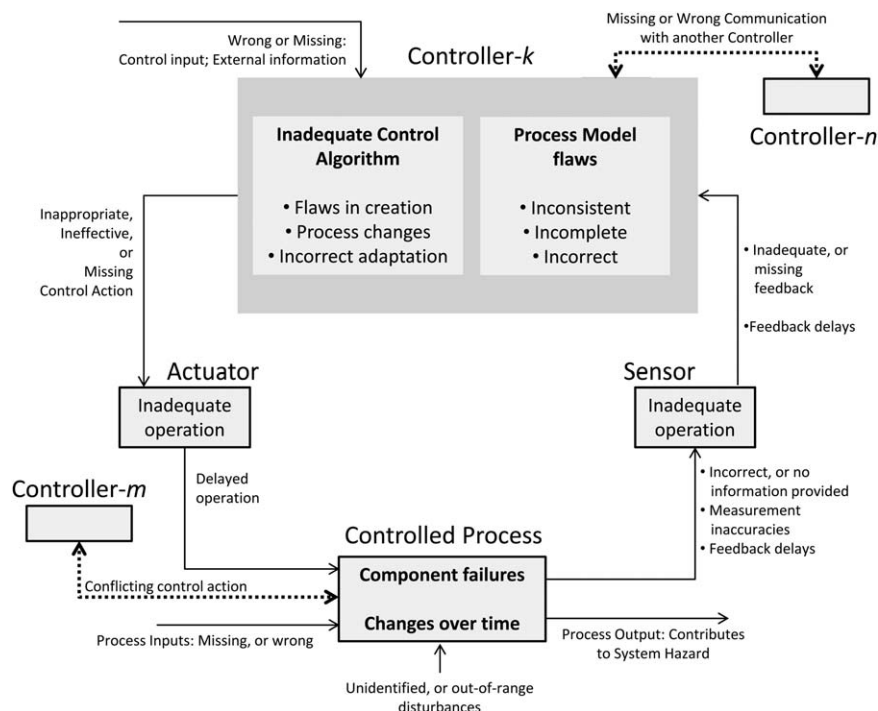 Wrong or Missing:
Control input; External information
Missing or Wrong Communication
with another Controller
Controller-k
Controller-n
Inadequate Control
Algorithm
• Flaws in creation
• Process changes
• Incorrect adaptation
Process Model
flaws
• Inconsistent
• Incomplete
• Incorrect
Inappropriate,
Ineffective,
or
Missing
Control Action
• Inadequate, or
missing
feedback
•Feedback delays
Actuator
Inadequate
operation
Sensor
Inadequate
operation
Delayed
operation
• Incorrect, or no
information provided
• Measurement
inaccuracies
• Feedback delays
Controller-m
Conflicting control action
Controlled Process
Component failures
Changes over time
Process Inputs: Missing, or wrong
Process Output: Contributes
to System Hazard
Unidentified, or out-of-range
disturbances